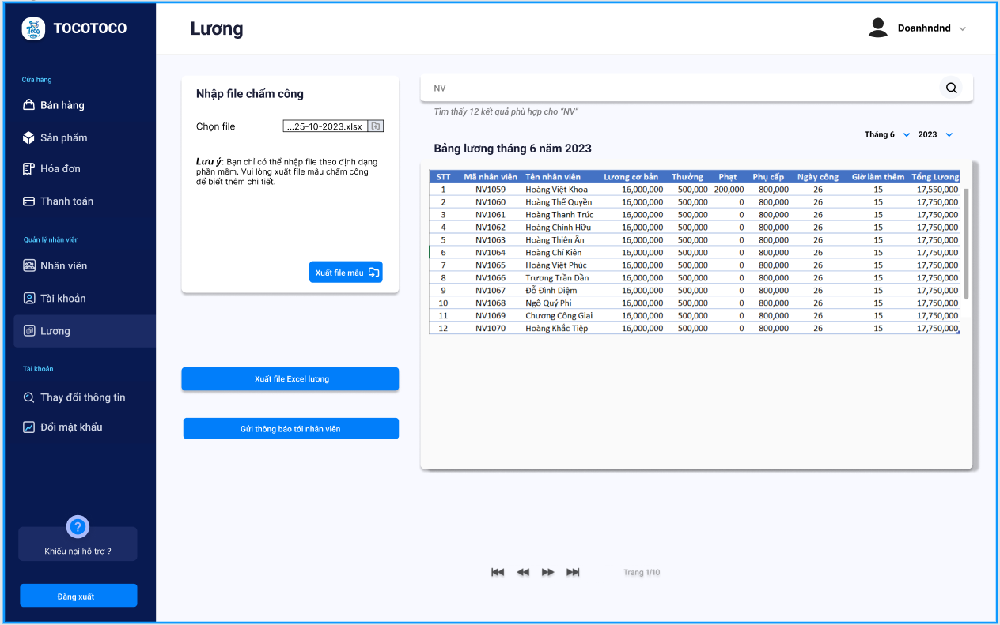 TOCOTOCO
Cửa hàng
Bán hàng
Sản phẩm
Hóa đơn
Thanh toán
Quản lý nhân viên
Nhân viên
Tài khoản
Lương
Tài khoản
Thay đổi thông tin
Đổi mật khẩu
?
Khiếu nại hỗ trợ ?
Đăng xuất
Lương
Doanhndnd
Nhập file chấm công
Chọn file ...25-10-2023.xlsx
Lưu ý: Bạn chỉ có thể nhập file theo định dạng
phần mềm. Vui lòng xuất file mẫu chấm công
để biết thêm chi tiết.
Xuất file mẫu
Xuất file Excel lương
Gửi thông báo tới nhân viên
NV
Tìm thấy 12 kết quả phù hợp cho "NV"
Tháng 6 2023
Bảng lương tháng 6 năm 2023
STT Mã nhân viên Tên nhân viên Lương cơ bản Thưởng Phạt Phụ cấp Ngày công Giờ làm thêm Tổng Lương
1 NV1059 Hoàng Việt Khoa 16,000,000 500,000 200,000 800,000 26 15 17,550,000
2 NV1060 Hoàng Thế Quyền 16,000,000 500,000 0 800,000 26 15 17,750,000
3 NV1061 Hoàng Thanh Trúc 16,000,000 500,000 0 800,000 26 15 17,750,000
4 NV1062 Hoàng Chính Hữu 16,000,000 500,000 0 800,000 26 15 17,750,000
5 NV1063 Hoàng Thiên Ân 16,000,000 500,000 0 800,000 26 15 17,750,000
6 NV1064 Hoàng Chí Kiên 16,000,000 500,000 0 800,000 26 15 17,750,000
7 NV1065 Hoàng Việt Phúc 16,000,000 500,000 0 800,000 26 15 17,750,000
8 NV1066 Trương Trần Dần 16,000,000 500,000 0 800,000 26 15 17,750,000
9 NV1067 Đỗ Đình Diệm 16,000,000 500,000 0 800,000 26 15 17,750,000
10 NV1068 Ngô Quý Phi 16,000,000 500,000 0 800,000 26 15 17,750,000
11 NV1069 Chương Công Giai 16,000,000 500,000 0 800,000 26 15 17,750,000
12 NV1070 Hoàng Khắc Tiệp 16,000,000 500,000 0 800,000 26 15 17,750,000
Trang 1/10